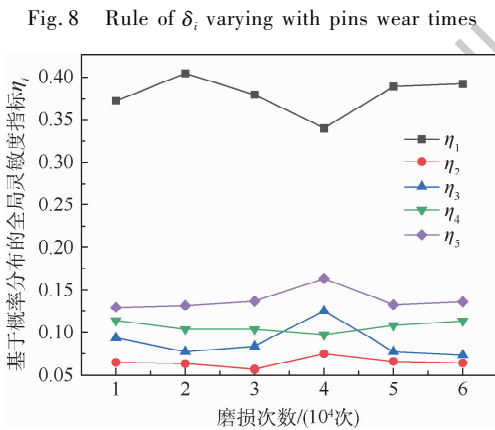 Fig. 8 Rule of δi varying with pins wear times
基于概率分布的全局灵敏度指标ηi
0.40
0.35
0.30
0.25
0.20
0.15
0.10
0.05
η1
η2
η3
η4
η5
1 2 3 4 5 6
磨损次数/(10⁴次)